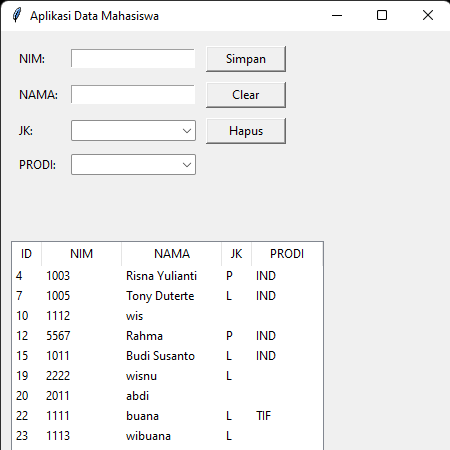 Aplikasi Data Mahasiswa
NIM: Simpan
NAMA: Clear
JK: Hapus
PRODI:
ID NIM NAMA JK PRODI
4 1003 Risna Yulianti P IND
7 1005 Tony Duterte L IND
10 1112 wis
12 5567 Rahma P IND
15 1011 Budi Susanto L IND
19 2222 wisnu L
20 2011 abdi
22 1111 buana L TIF
23 1113 wibuana L